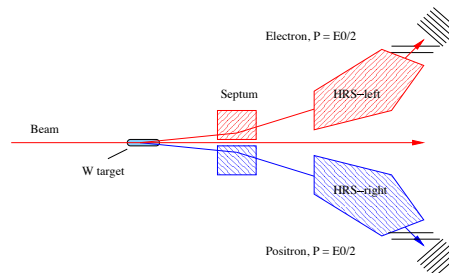 Electron, P = E0/2
Septum
HRS−left
Beam
W target
HRS−right
Positron, P = E0/2